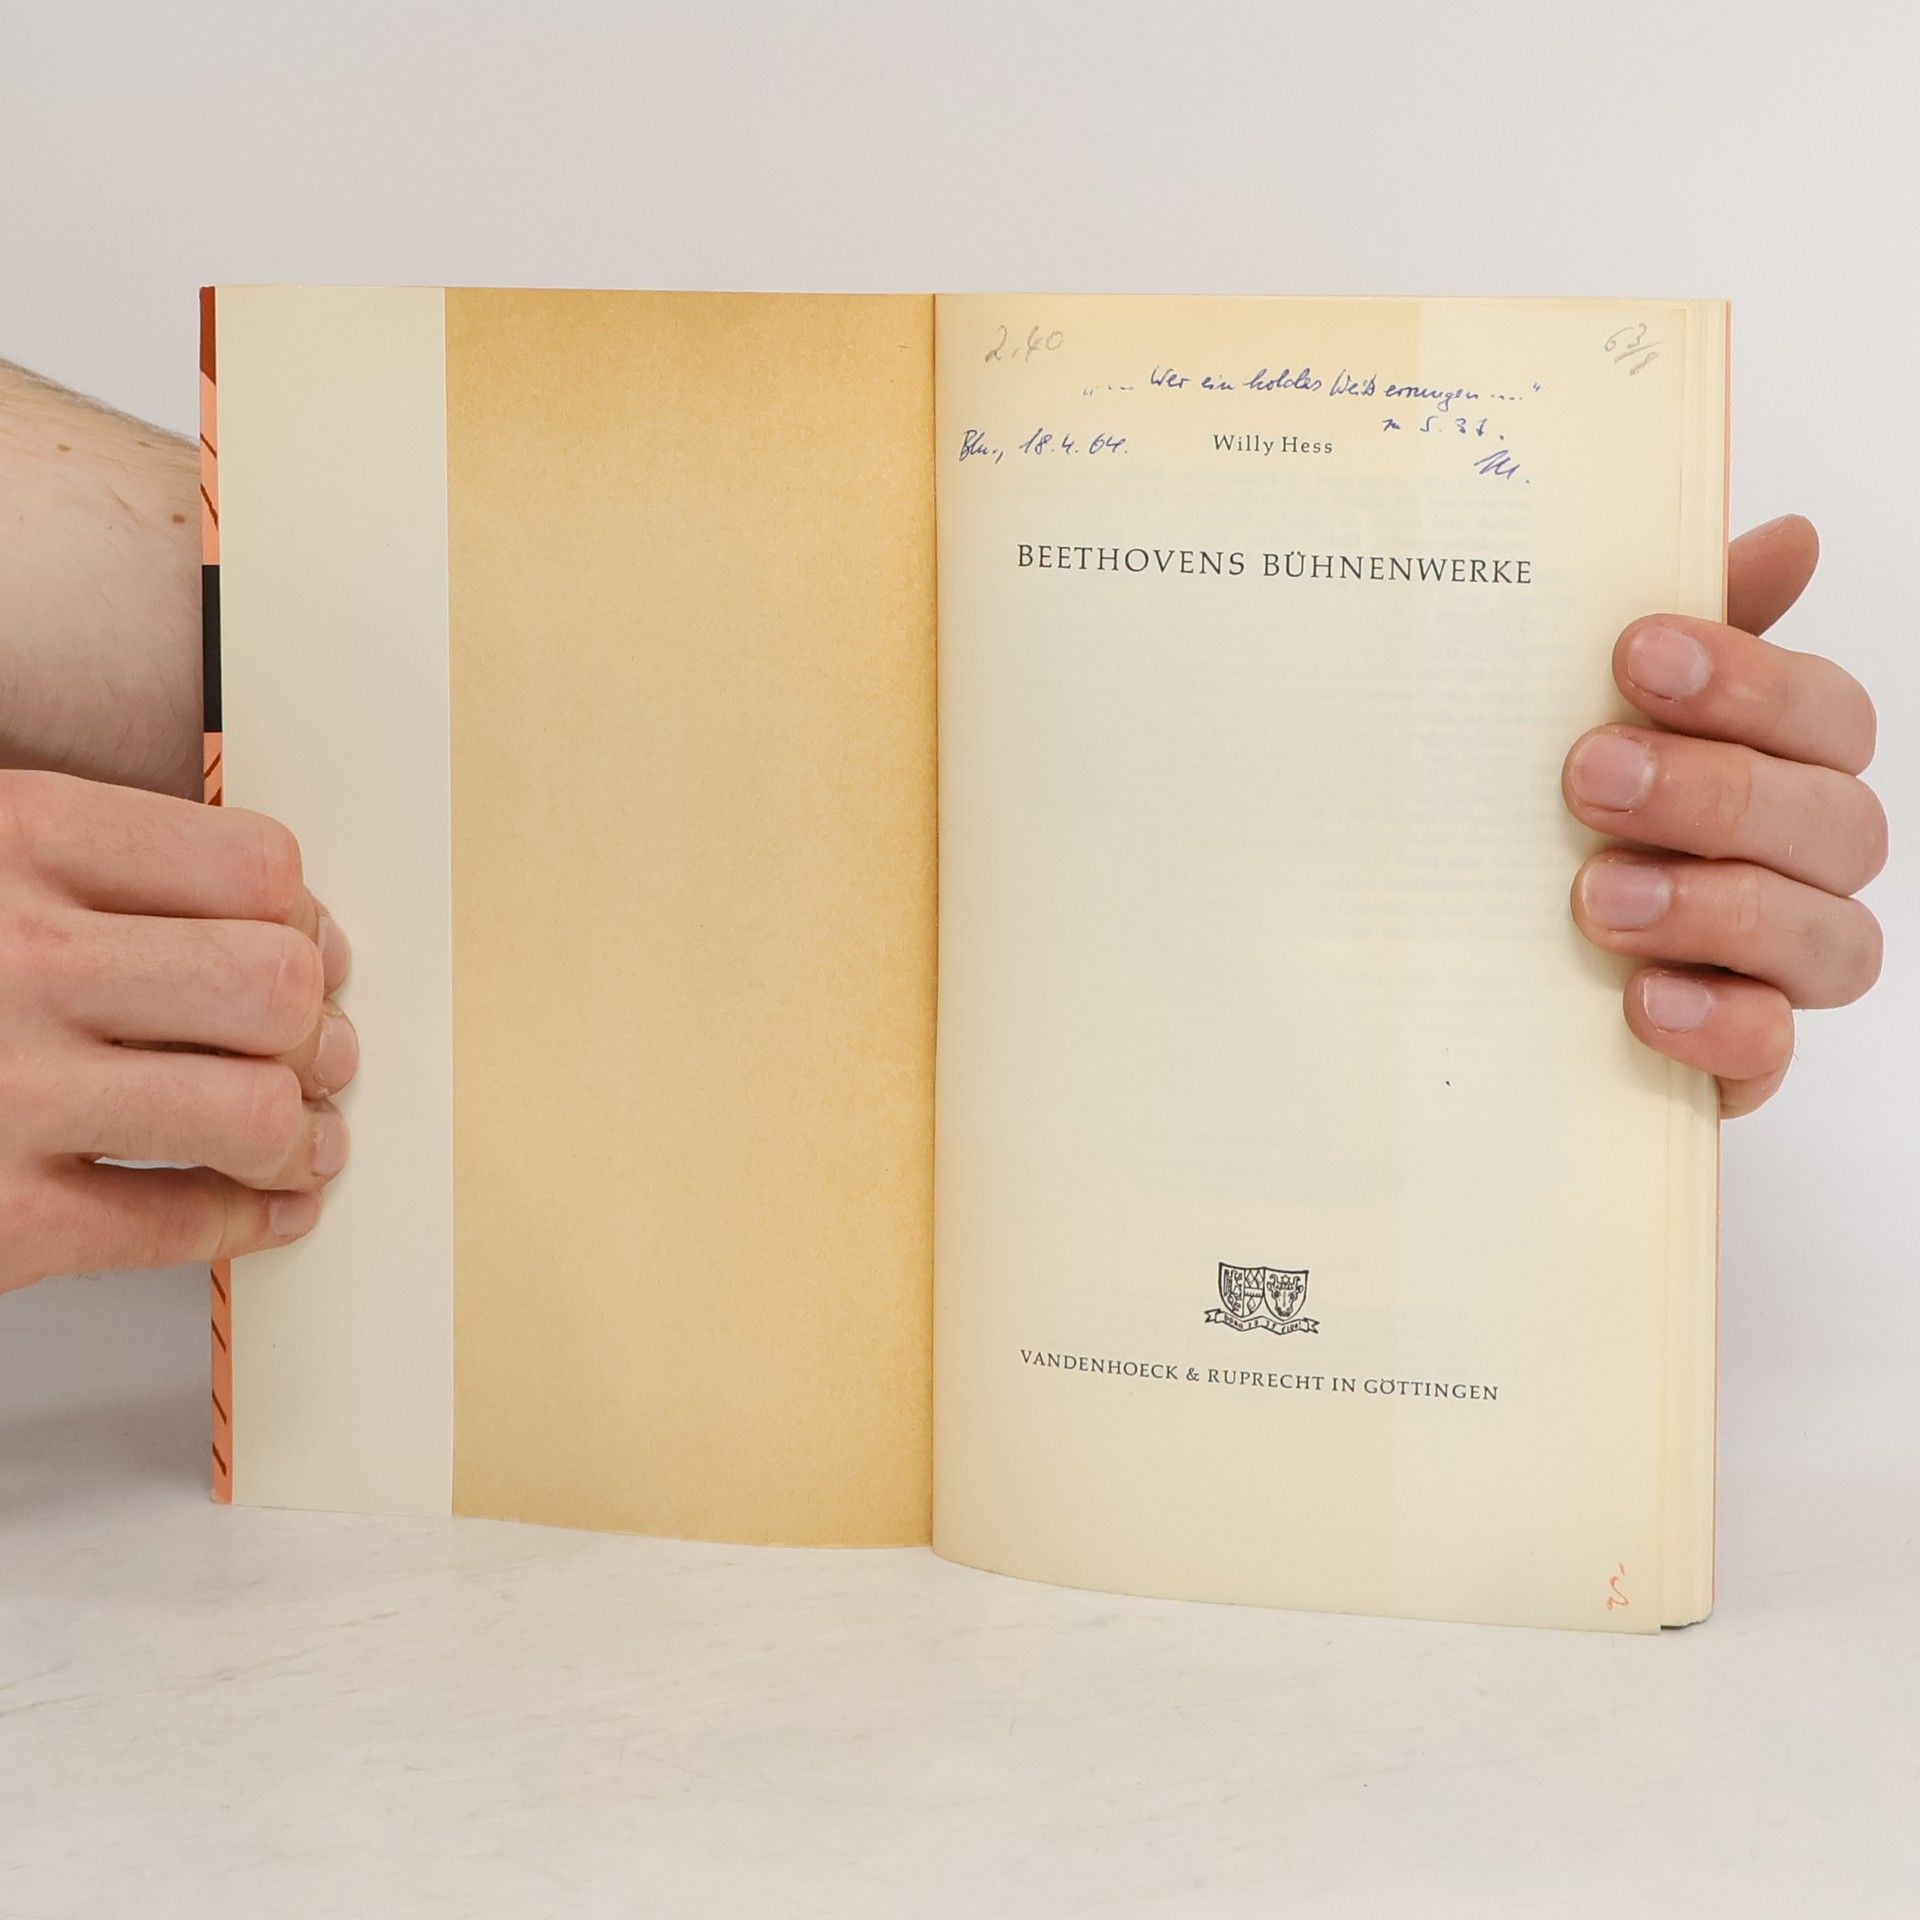 2.40
63/8
„.... Wer ein holdes Weib errungen ....“
zu S. 37.
Bln., 18.4.64.
Willy Hess
BEETHOVENS BÜHNENWERKE
VANDENHOECK & RUPRECHT IN GÖTTINGEN